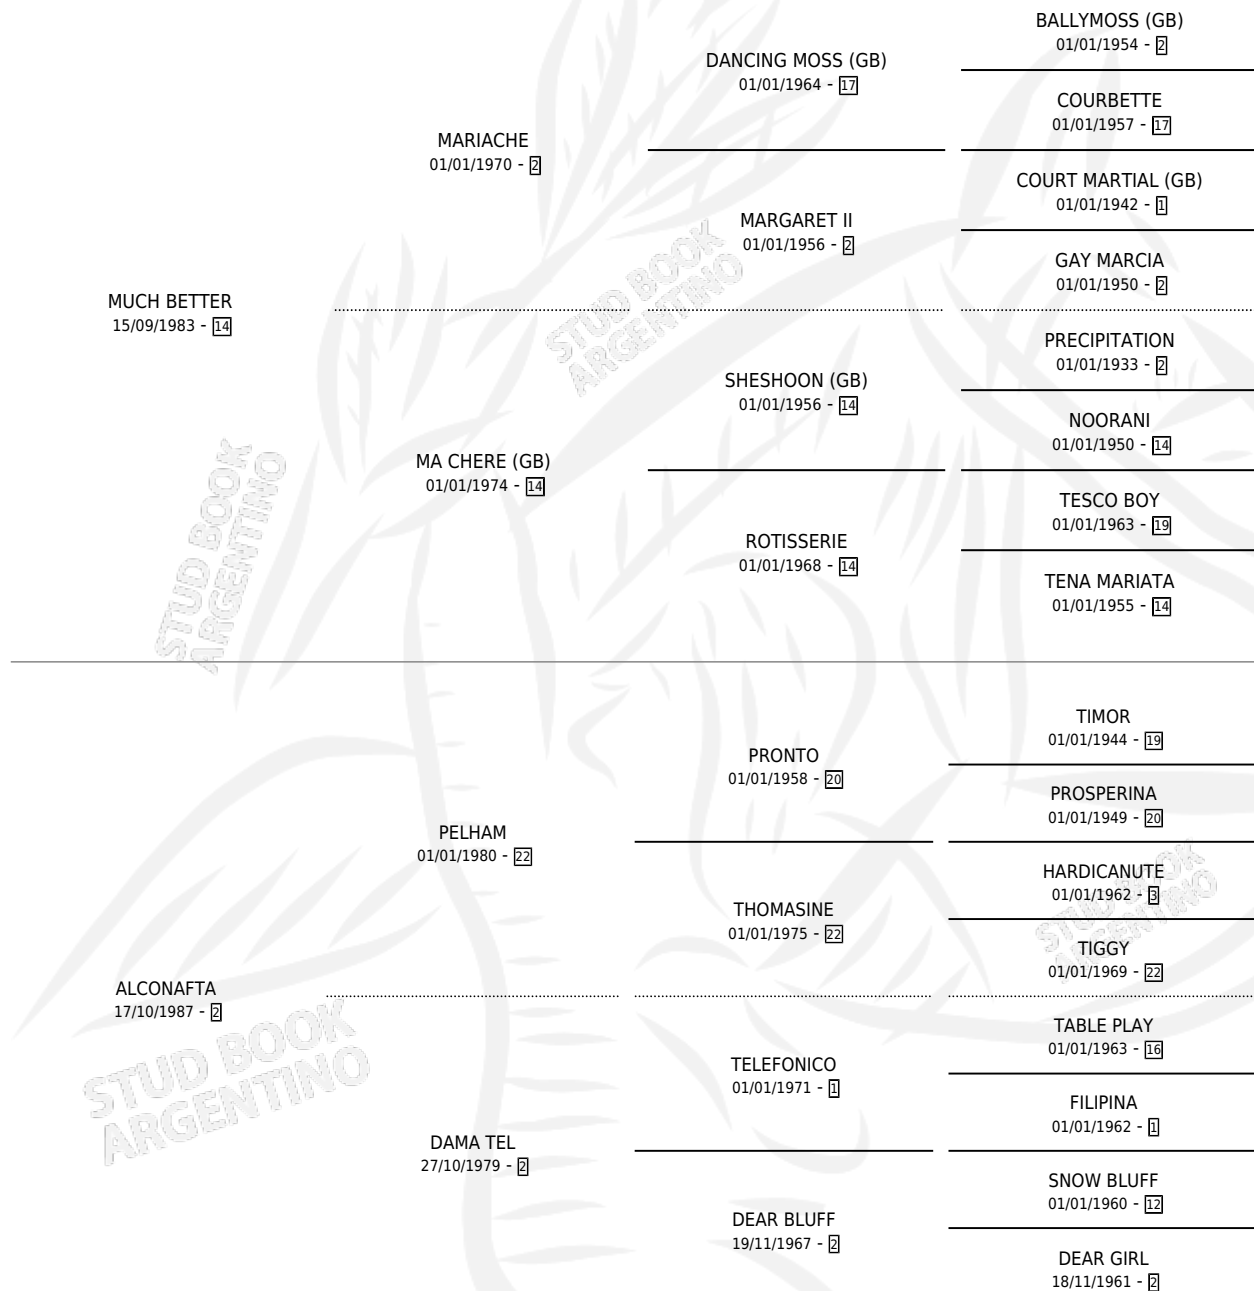 BALLYMOSS (GB)
01/01/1954 - 2
DANCING MOSS (GB)
01/01/1964 - 17
COURBETTE
01/01/1957 - 17
MARIACHE
01/01/1970 - 2
COURT MARTIAL (GB)
01/01/1942 - 1
MARGARET II
01/01/1956 - 2
GAY MARCIA
01/01/1950 - 2
MUCH BETTER
15/09/1983 - 14
PRECIPITATION
01/01/1933 - 2
SHESHOON (GB)
01/01/1956 - 14
NOORANI
01/01/1950 - 14
MA CHERE (GB)
01/01/1974 - 14
TESCO BOY
01/01/1963 - 19
ROTISSERIE
01/01/1968 - 14
TENA MARIATA
01/01/1955 - 14
TIMOR
01/01/1944 - 19
PRONTO
01/01/1958 - 20
PROSPERINA
01/01/1949 - 20
PELHAM
01/01/1980 - 22
HARDICANUTE
01/01/1962 - 3
THOMASINE
01/01/1975 - 22
TIGGY
01/01/1969 - 22
ALCONAFTA
17/10/1987 - 2
TABLE PLAY
01/01/1963 - 16
TELEFONICO
01/01/1971 - 1
FILIPINA
01/01/1962 - 1
DAMA TEL
27/10/1979 - 2
SNOW BLUFF
01/01/1960 - 12
DEAR BLUFF
19/11/1967 - 2
DEAR GIRL
18/11/1961 - 2
STUD BOOK
ARGENTINO
STUD BOOK
ARGENTINO
STUD BOOK
ARGENTINO
STUD BOOK
ARGENTINO